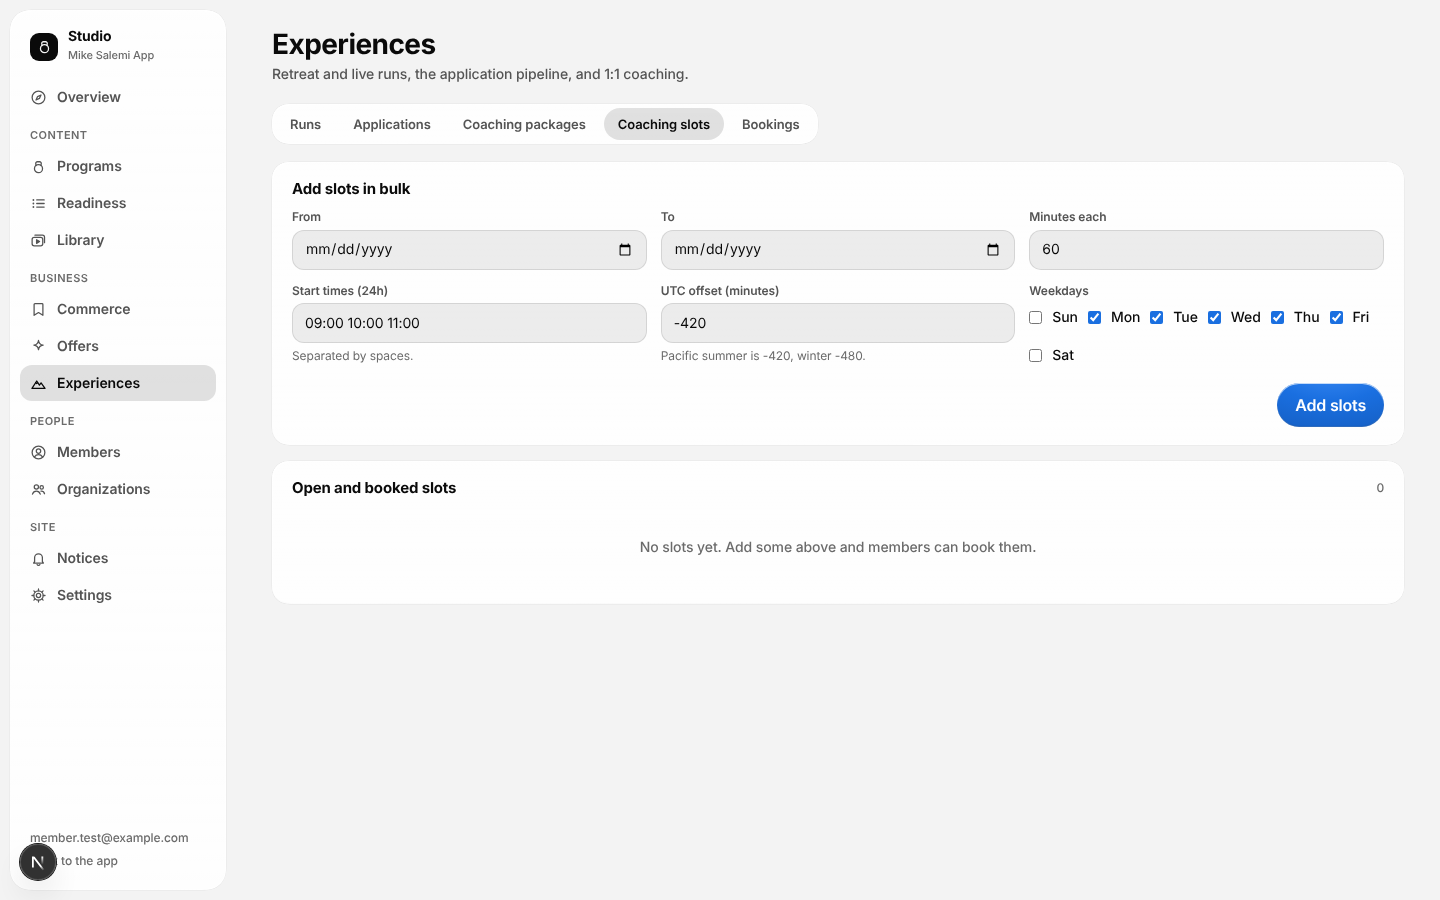 Studio
Mike Salemi App
Overview
CONTENT
Programs
Readiness
Library
BUSINESS
Commerce
Offers
Experiences
PEOPLE
Members
Organizations
SITE
Notices
Settings
member.test@example.com
to the app
N
Experiences
Retreat and live runs, the application pipeline, and 1:1 coaching.
Runs Applications Coaching packages Coaching slots Bookings
Add slots in bulk
From To Minutes each
mm/dd/yyyy mm/dd/yyyy 60
Start times (24h) UTC offset (minutes) Weekdays
09:00 10:00 11:00 -420 Sun Mon Tue Wed Thu Fri
Separated by spaces. Pacific summer is -420, winter -480. Sat
Add slots
Open and booked slots 0
No slots yet. Add some above and members can book them.